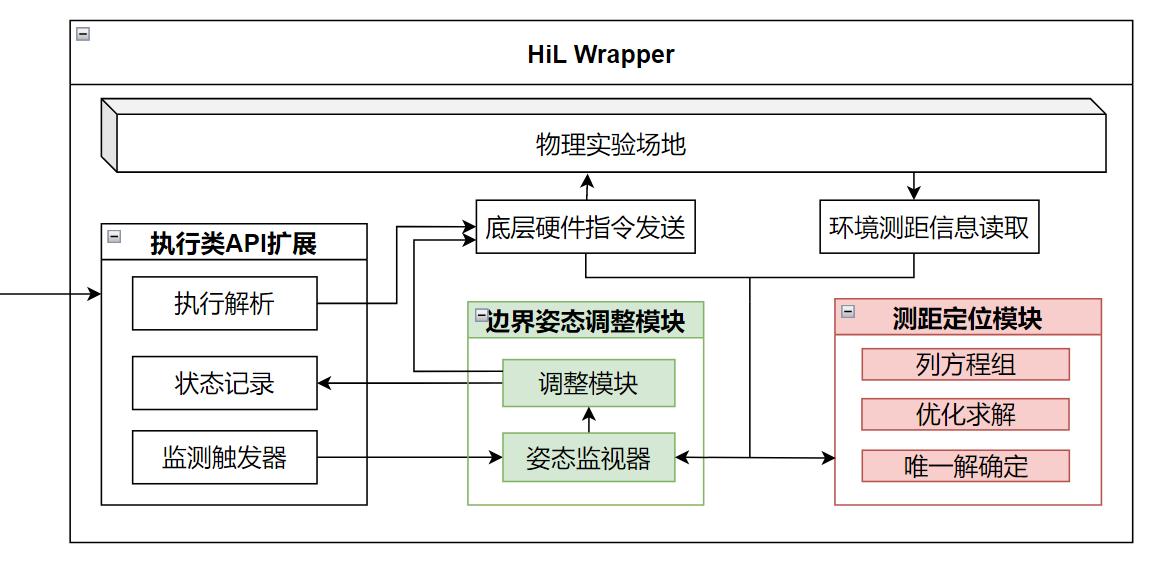 HiL Wrapper
物理实验场地
底层硬件指令发送
环境测距信息读取
执行类API扩展
执行解析
状态记录
监测触发器
边界姿态调整模块
调整模块
姿态监视器
测距定位模块
列方程组
优化求解
唯一解确定